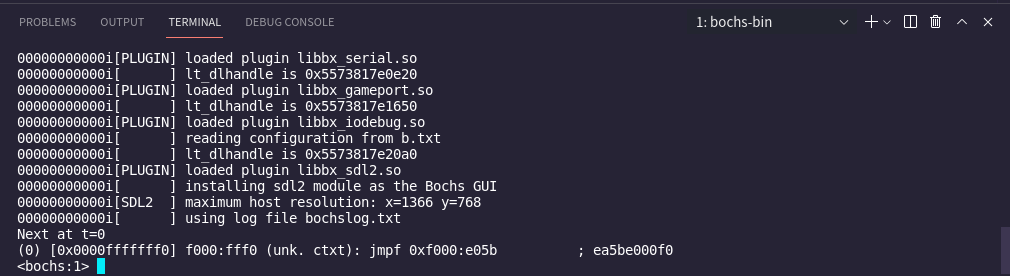 PROBLEMS OUTPUT TERMINAL DEBUG CONSOLE 1: bochs-bin
00000000000i[PLUGIN] loaded plugin libbx_serial.so
00000000000i[      ] lt_dlhandle is 0x5573817e0e20
00000000000i[PLUGIN] loaded plugin libbx_gameport.so
00000000000i[      ] lt_dlhandle is 0x5573817e1650
00000000000i[PLUGIN] loaded plugin libbx_iodebug.so
00000000000i[      ] reading configuration from b.txt
00000000000i[      ] lt_dlhandle is 0x5573817e20a0
00000000000i[PLUGIN] loaded plugin libbx_sdl2.so
00000000000i[      ] installing sdl2 module as the Bochs GUI
00000000000i[SDL2  ] maximum host resolution: x=1366 y=768
00000000000i[      ] using log file bochslog.txt
Next at t=0
(0) [0x0000fffffff0] f000:fff0 (unk. ctxt): jmpf 0xf000:e05b          ; ea5be000f0
<bochs:1>